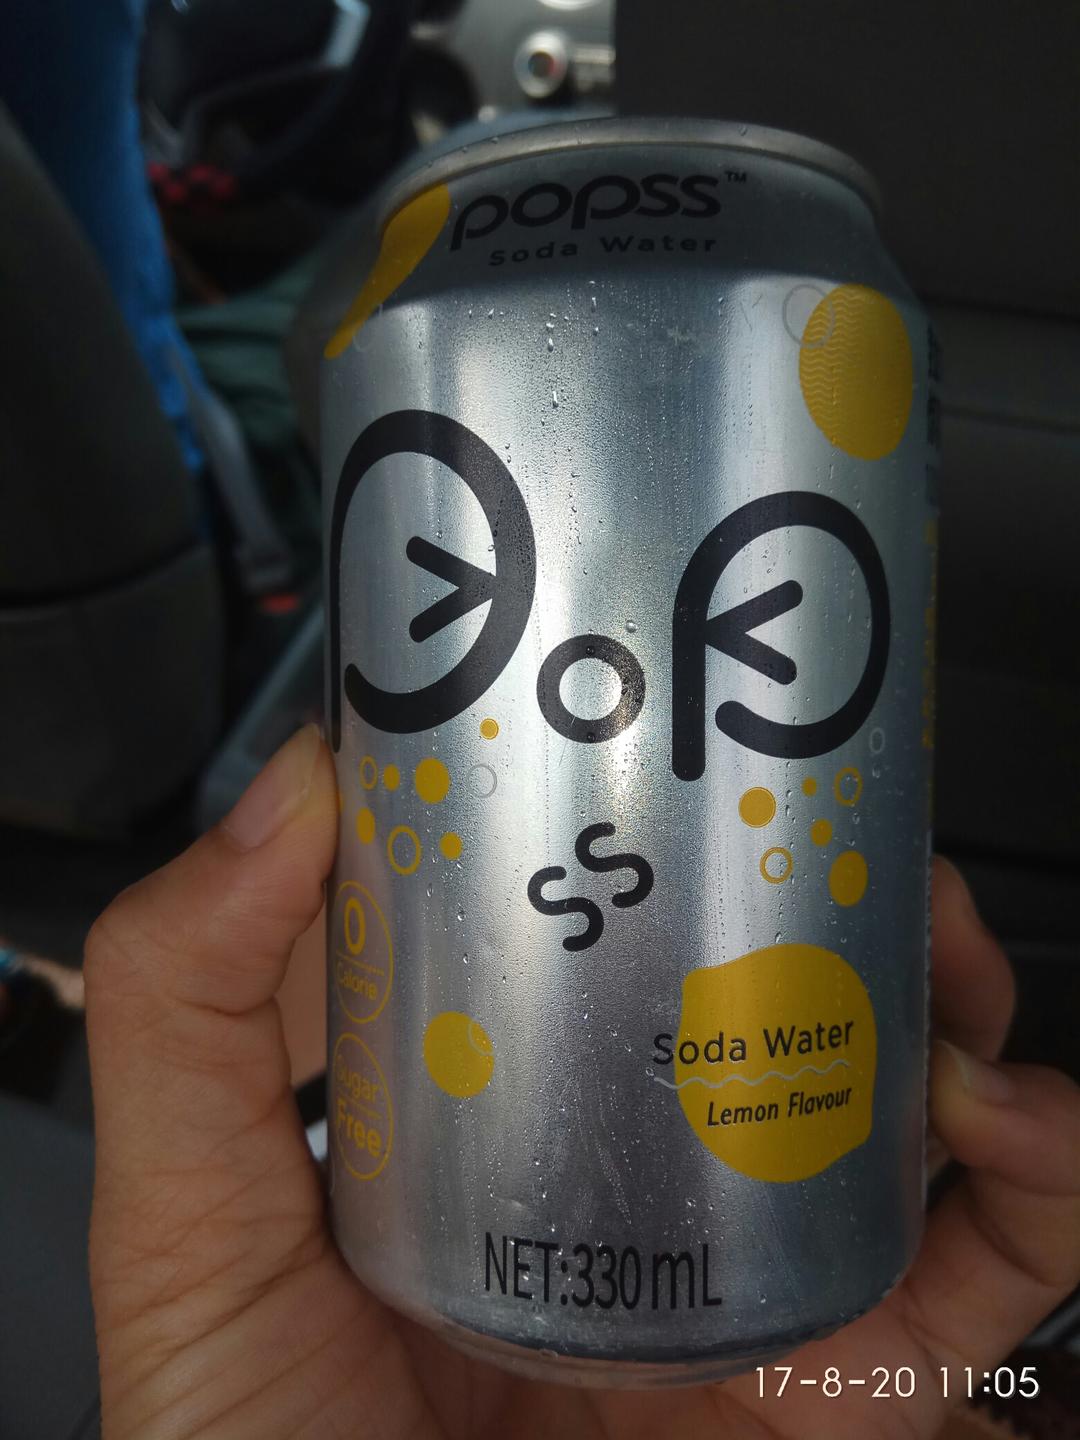 popss™
Soda Water
PoP
ss
0
Calorie
Sugar
Free
Soda Water
Lemon Flavour
NET:330mL
17-8-20 11:05